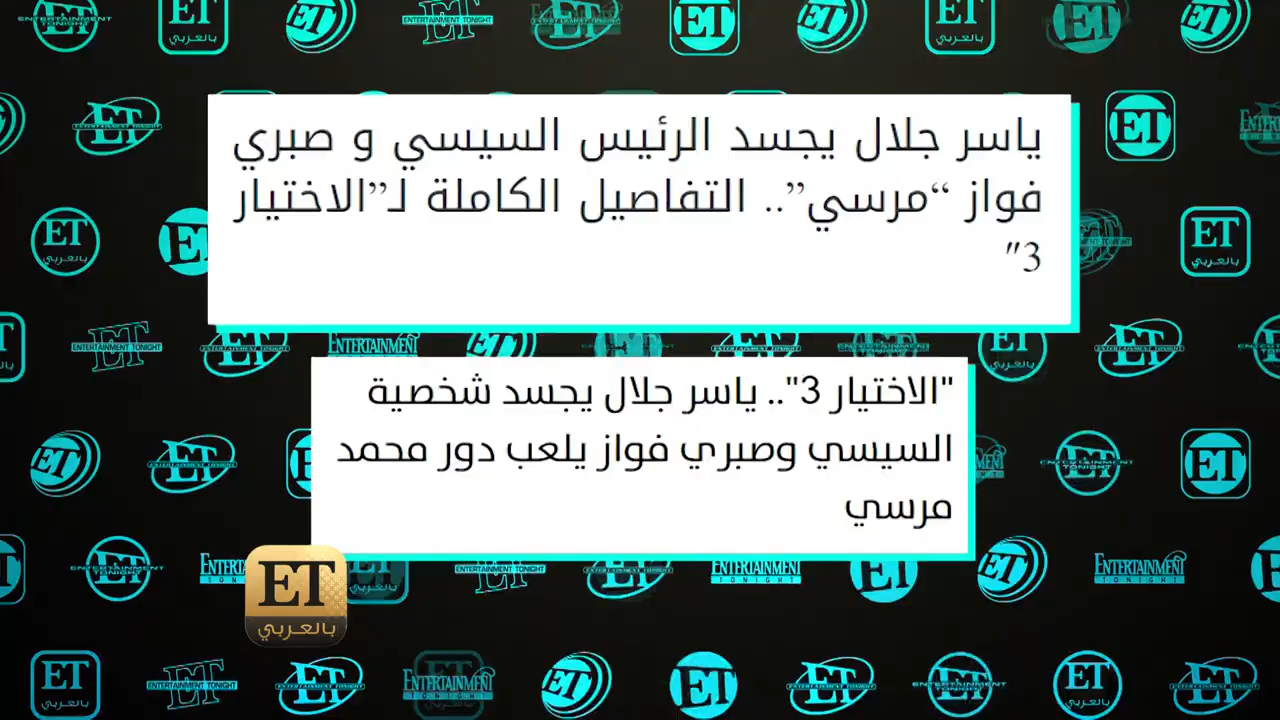 ياسر جلال يجسد الرئيس السيسي و صبري
فواز “مرسي”.. التفاصيل الكاملة لـ”الاختيار
3"
"الاختيار 3".. ياسر جلال يجسد شخصية
السيسي وصبري فواز يلعب دور محمد
مرسي
ET
بالعربي